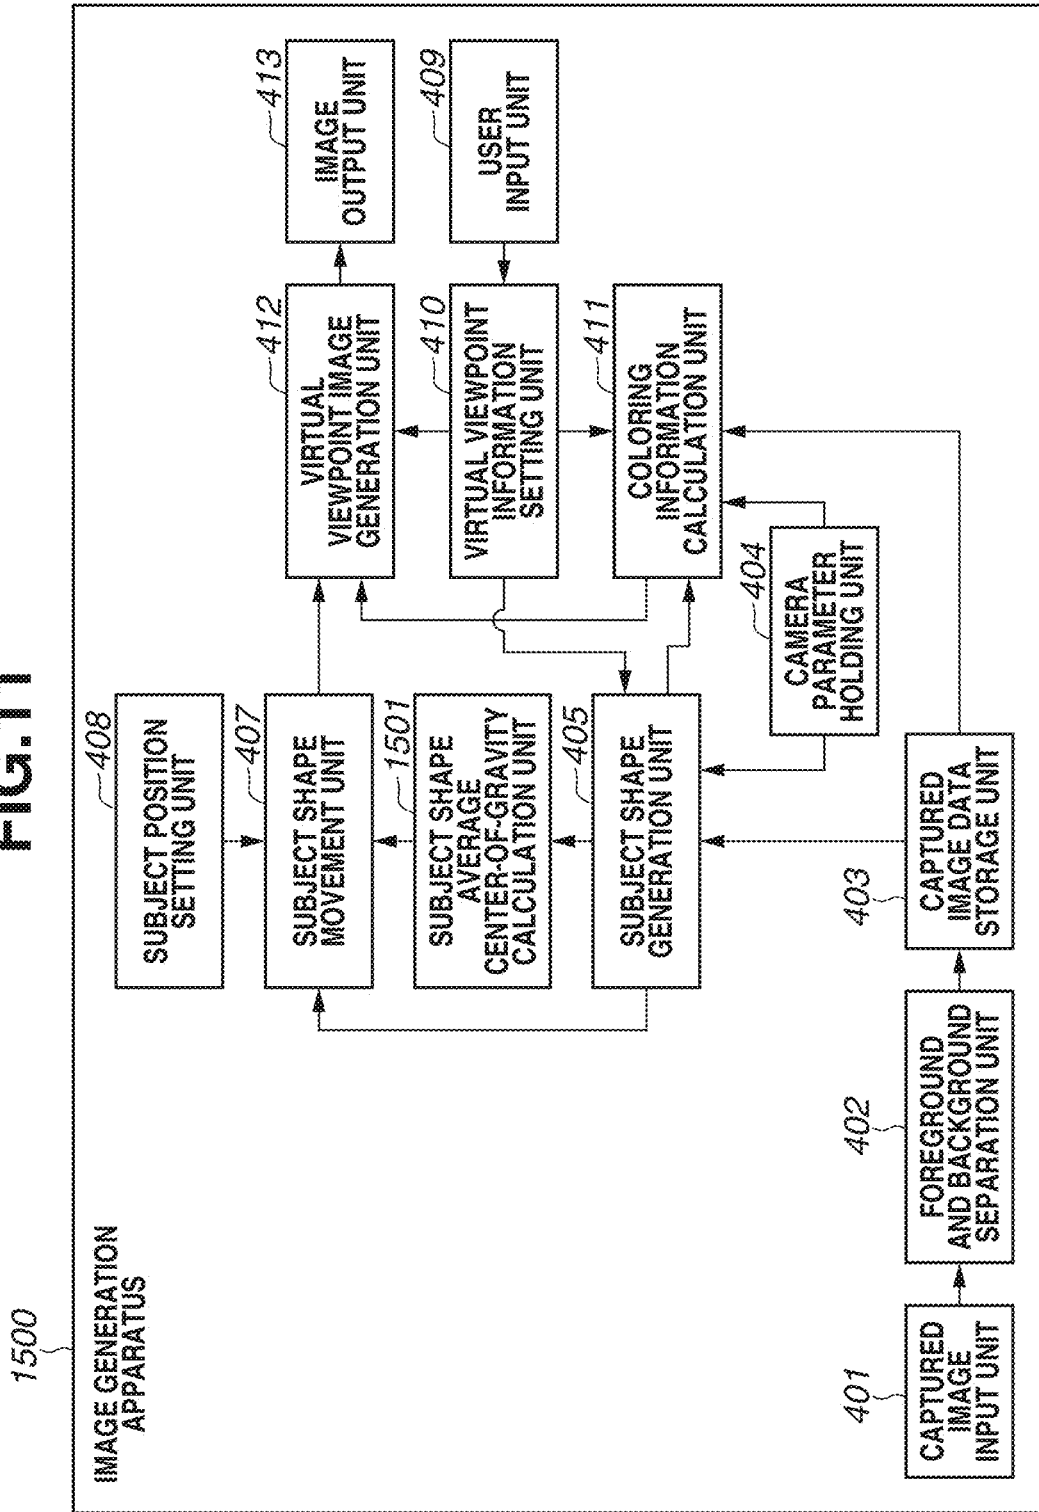 FIG.11
1500
IMAGE GENERATION
APPARATUS
408
SUBJECT POSITION
SETTING UNIT
407
SUBJECT SHAPE
MOVEMENT UNIT
1501
SUBJECT SHAPE
AVERAGE
CENTER-OF-GRAVITY
CALCULATION UNIT
405
SUBJECT SHAPE
GENERATION UNIT
413
IMAGE
OUTPUT UNIT
412
VIRTUAL
VIEWPOINT IMAGE
GENERATION UNIT
409
USER
INPUT UNIT
410
VIRTUAL VIEWPOINT
INFORMATION
SETTING UNIT
411
COLORING
INFORMATION
CALCULATION UNIT
404
CAMERA
PARAMETER
HOLDING UNIT
401
CAPTURED
IMAGE
INPUT UNIT
402
FOREGROUND
AND BACKGROUND
SEPARATION UNIT
403
CAPTURED
IMAGE DATA
STORAGE UNIT